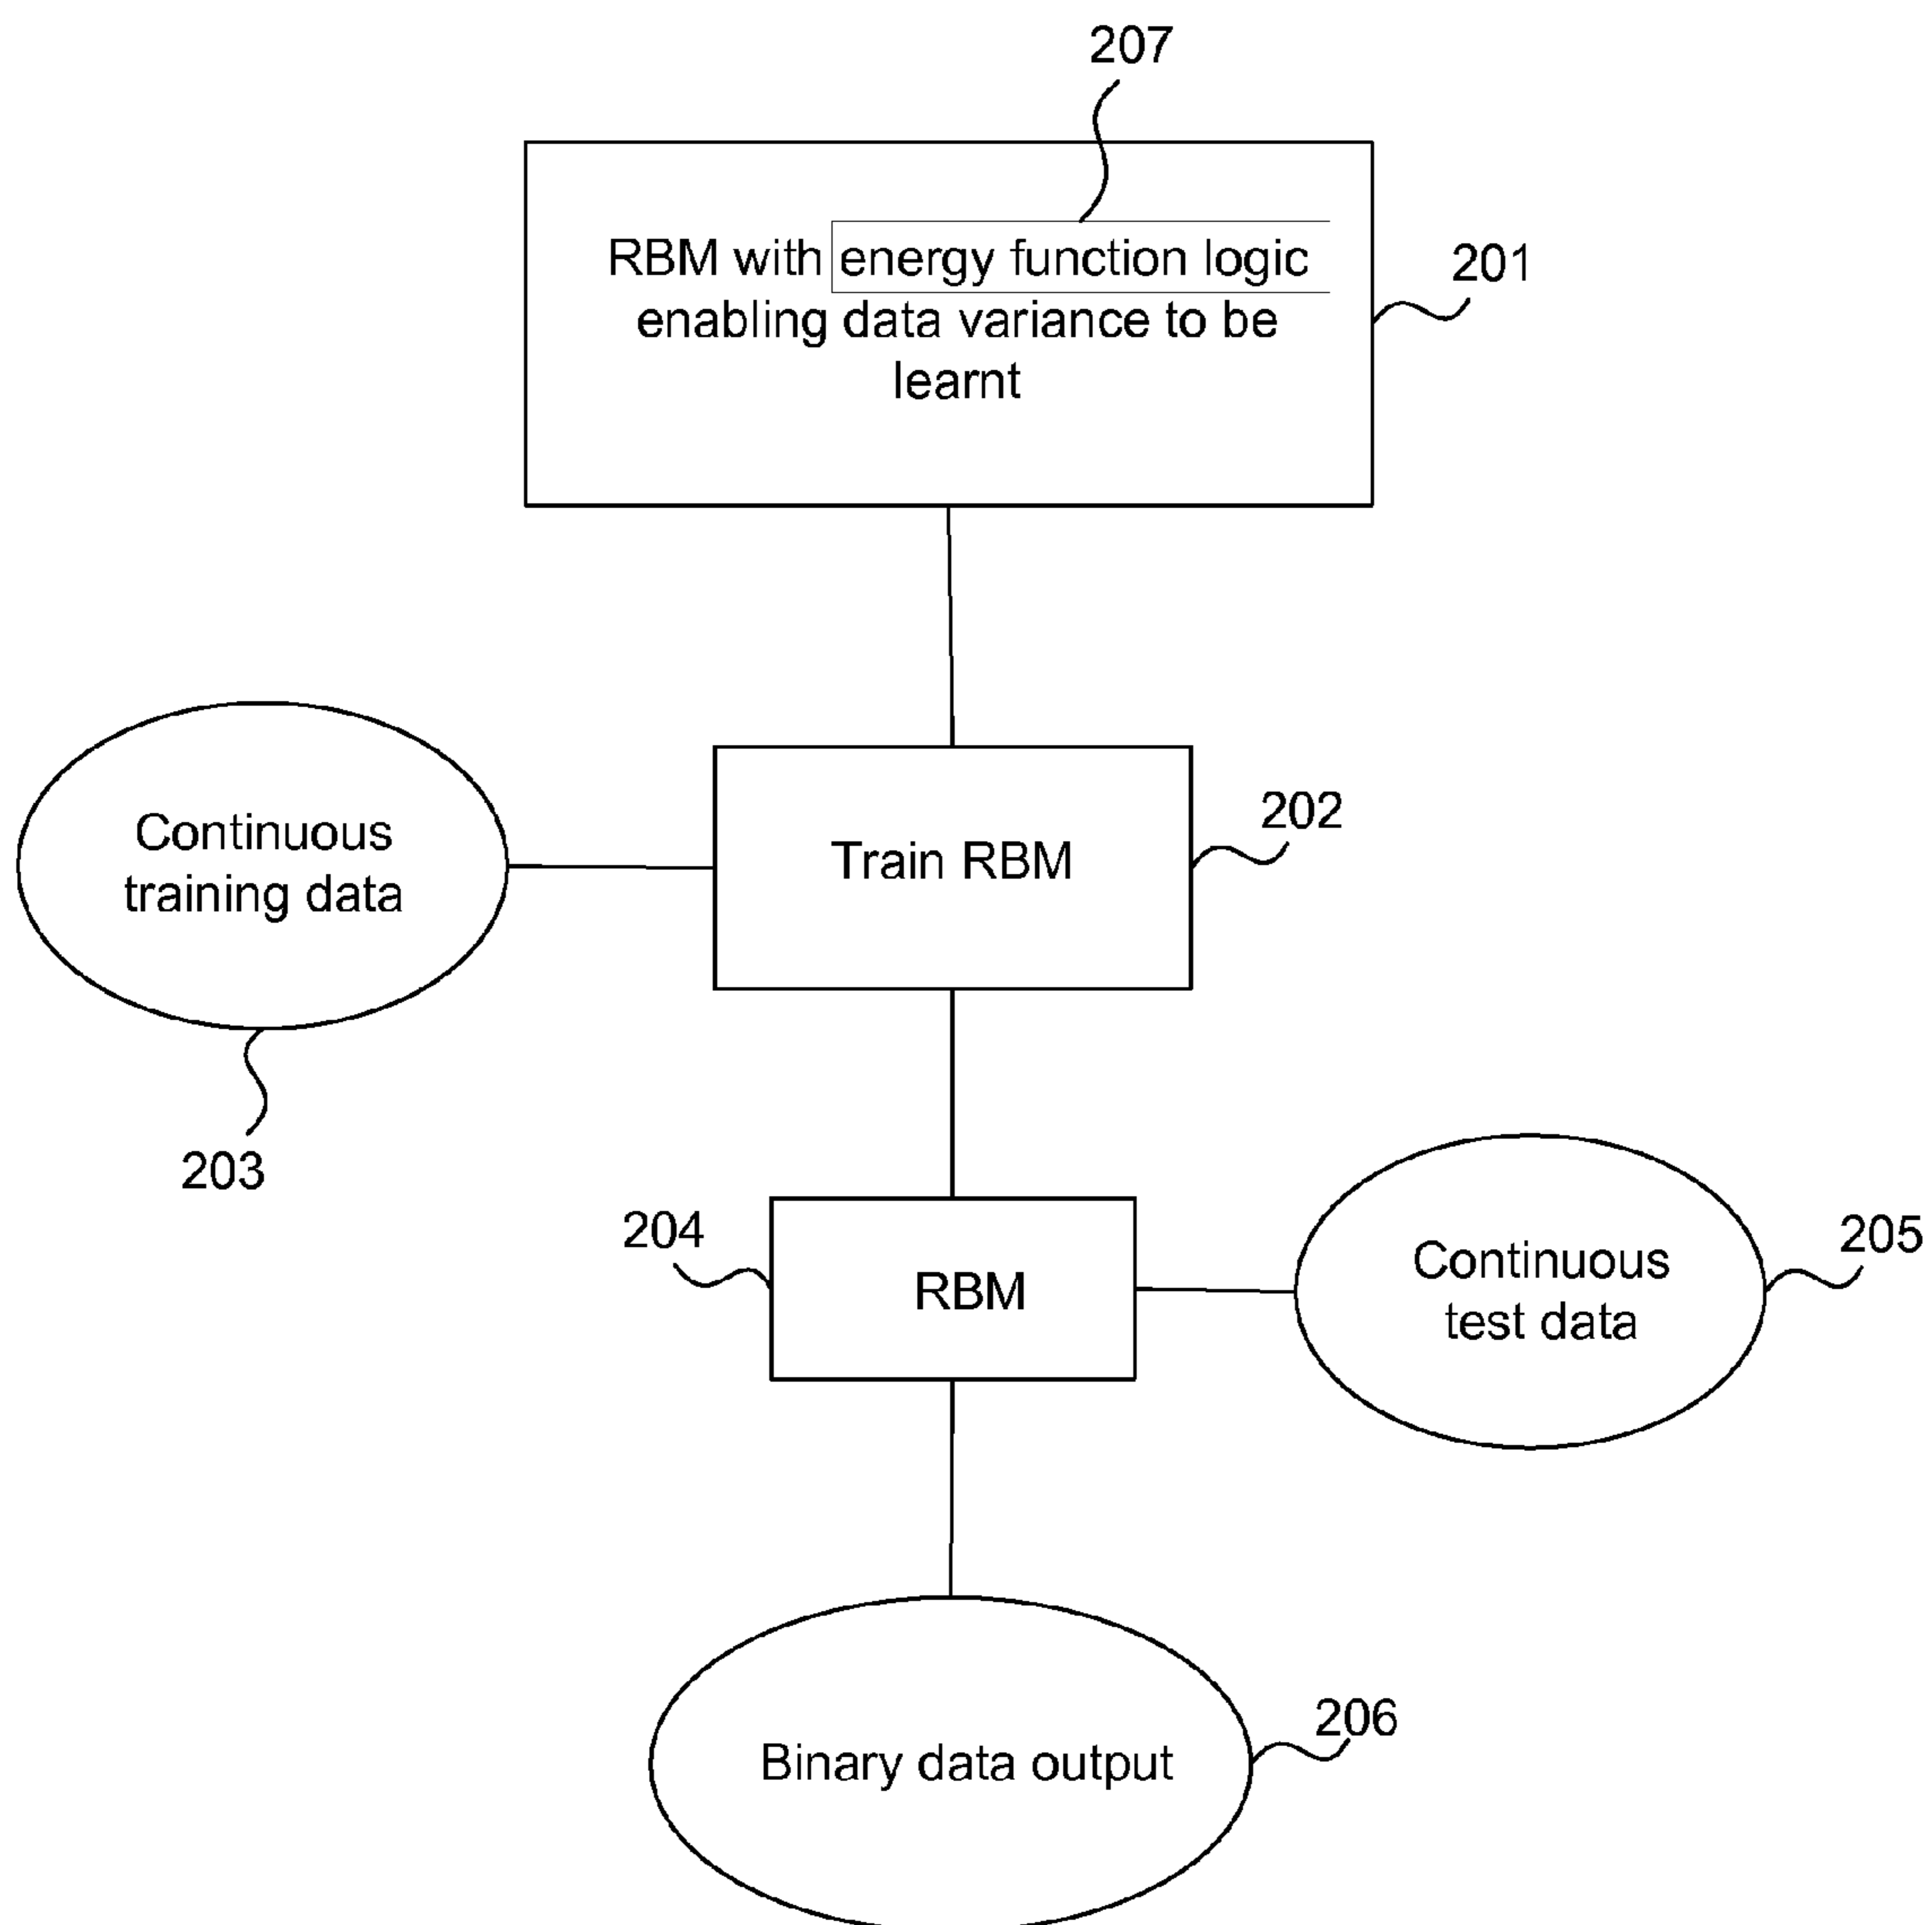 207
RBM with energy function logic
enabling data variance to be
learnt
201
Continuous
training data
203
Train RBM
202
204
RBM
Continuous
test data
205
Binary data output
206